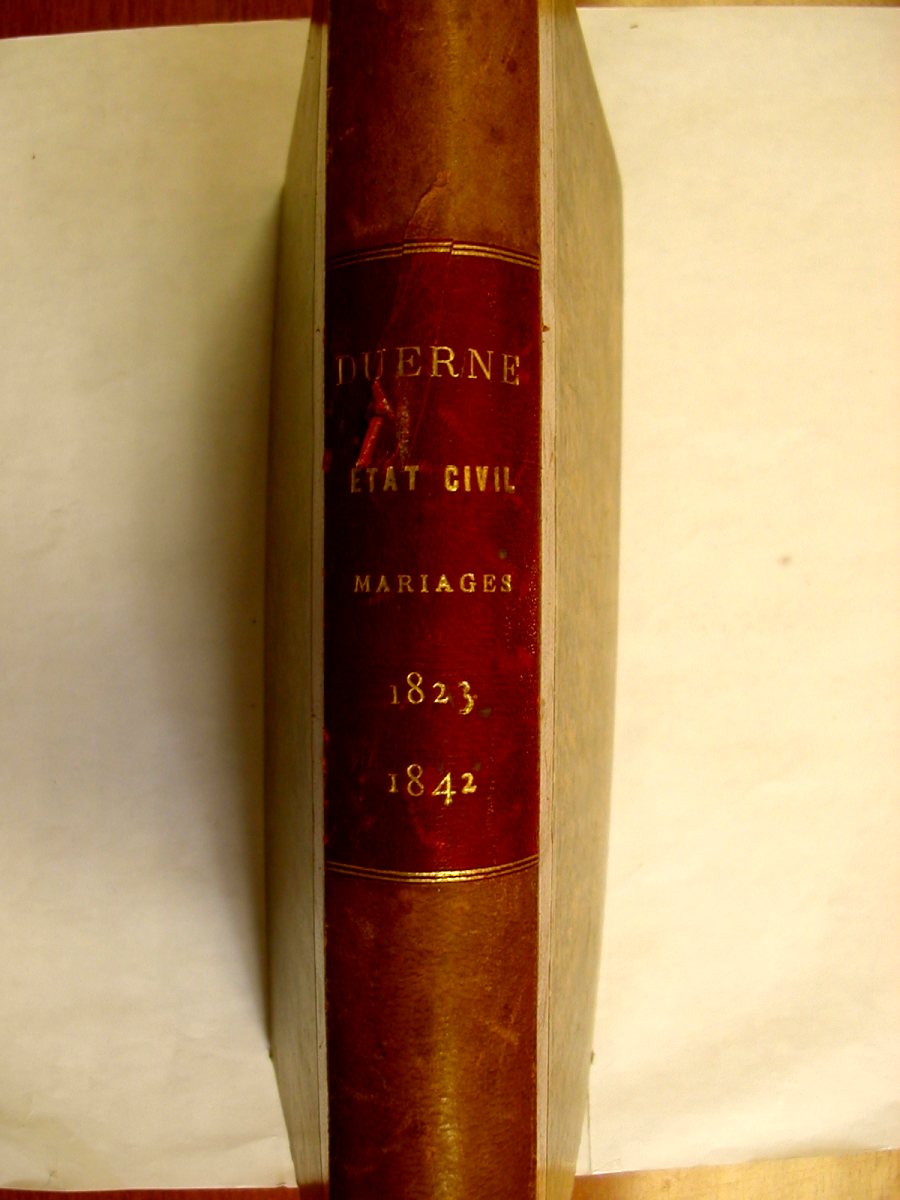 DUERNE
ETAT CIVIL
MARIAGES
1823
1842